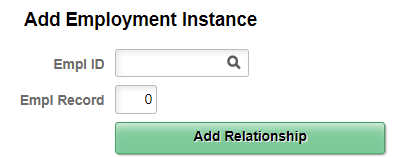 Add Employment Instance
Empl ID
Empl Record 0
Add Relationship